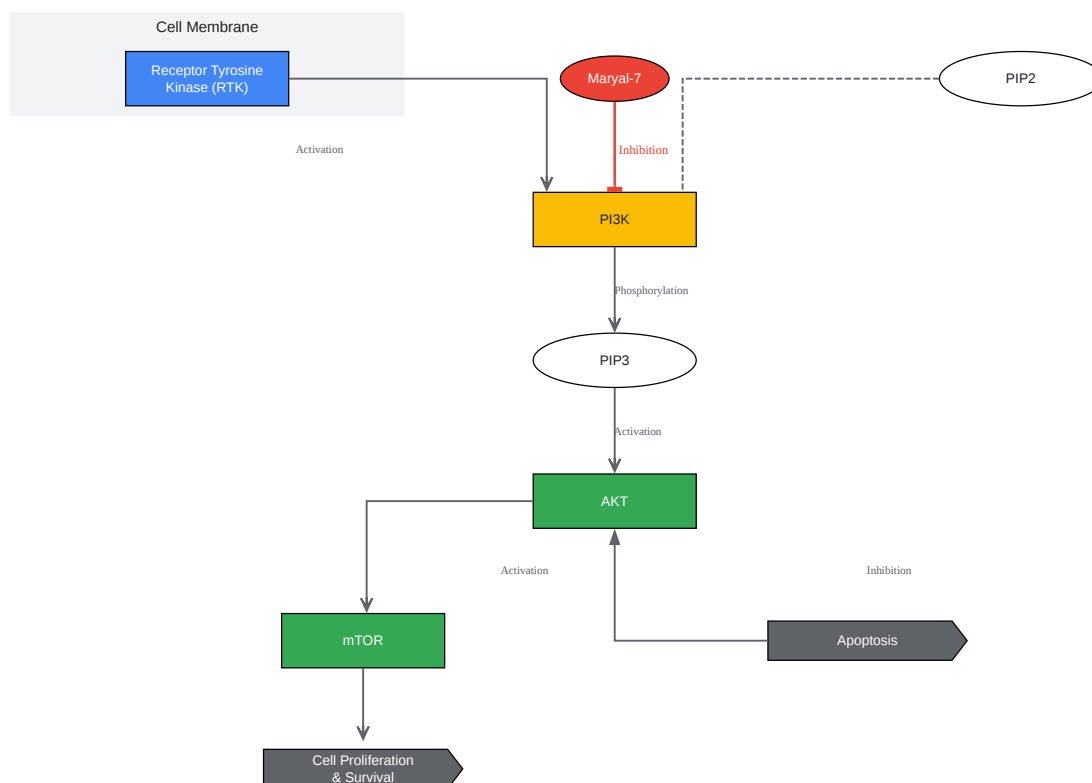 Cell Membrane
Receptor Tyrosine
Kinase (RTK)
Maryal-7
PIP2
Activation
Inhibition
PI3K
Phosphorylation
PIP3
Activation
AKT
Activation
Inhibition
mTOR
Apoptosis
Cell Proliferation
& Survival